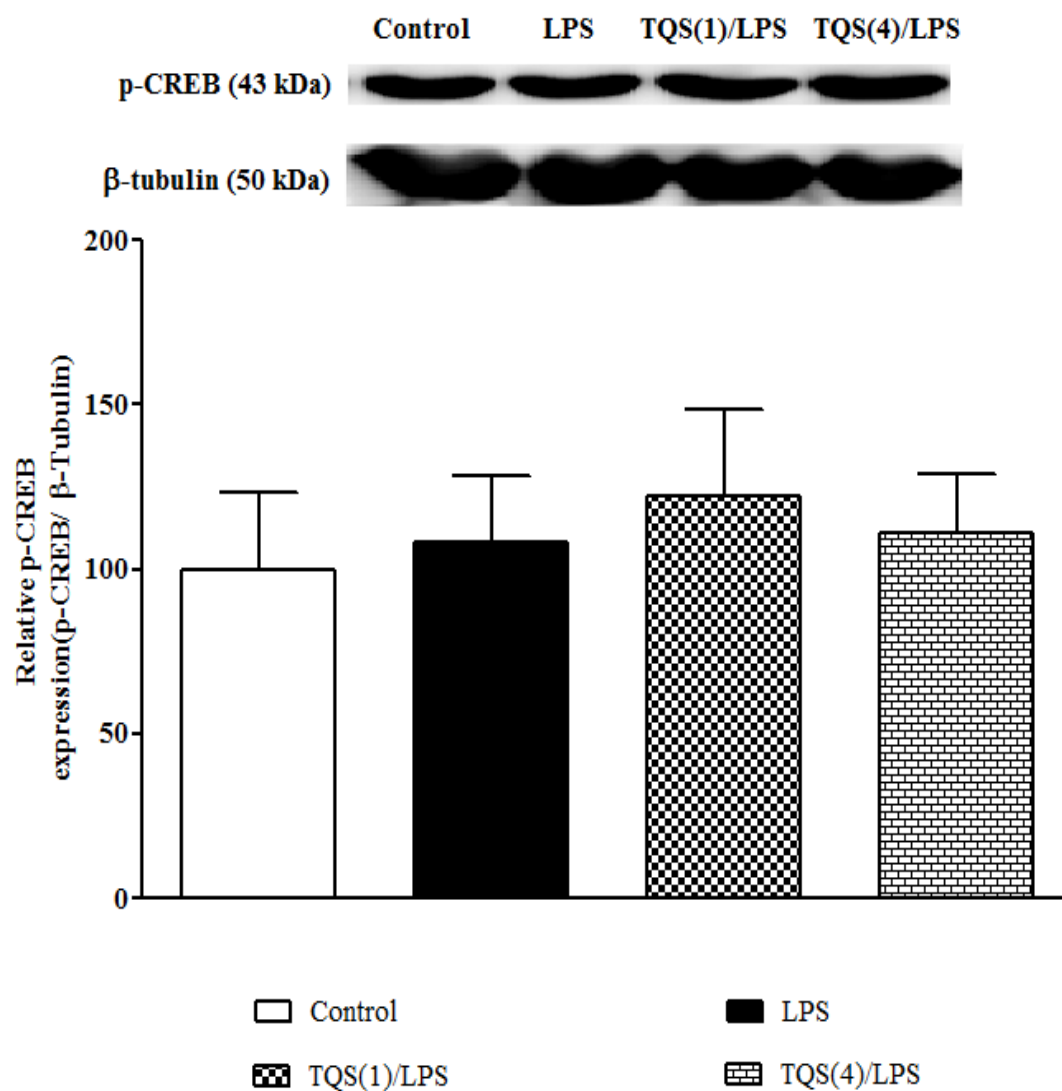 Control LPS TQS(1)/LPS TQS(4)/LPS
p-CREB (43 kDa)
β-tubulin (50 kDa)
200
150
100
50
0
Relative p-CREB
expression(p-CREB/ β-Tubulin)
Control
LPS
TQS(1)/LPS
TQS(4)/LPS